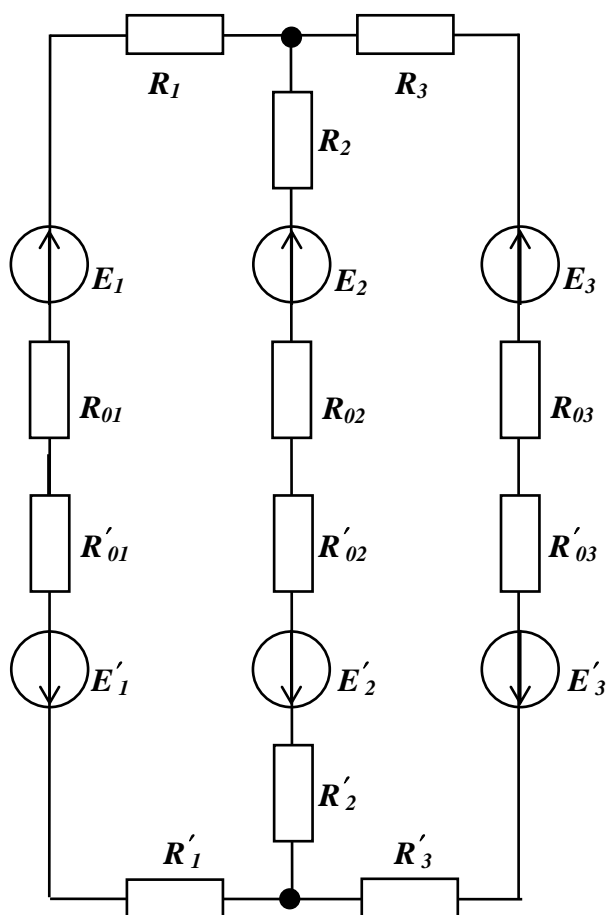 R₁ R₃
R₂
E₁ E₂ E₃
R₀₁ R₀₂ R₀₃
R′₀₁ R′₀₂ R′₀₃
E′₁ E′₂ E′₃
R′₂
R′₁ R′₃